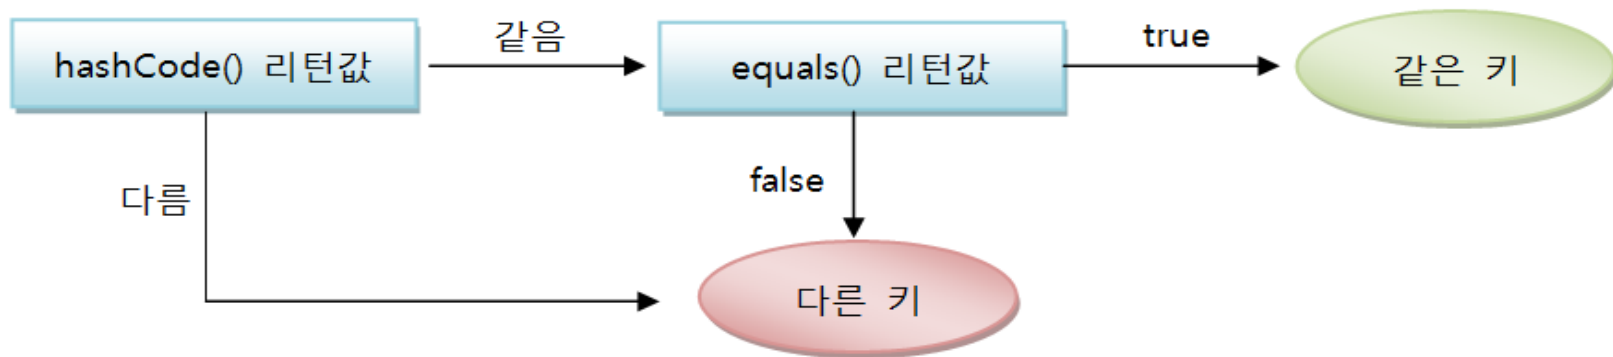 hashCode() 리턴값
같음
equals() 리턴값
true
같은 키
다름
false
다른 키